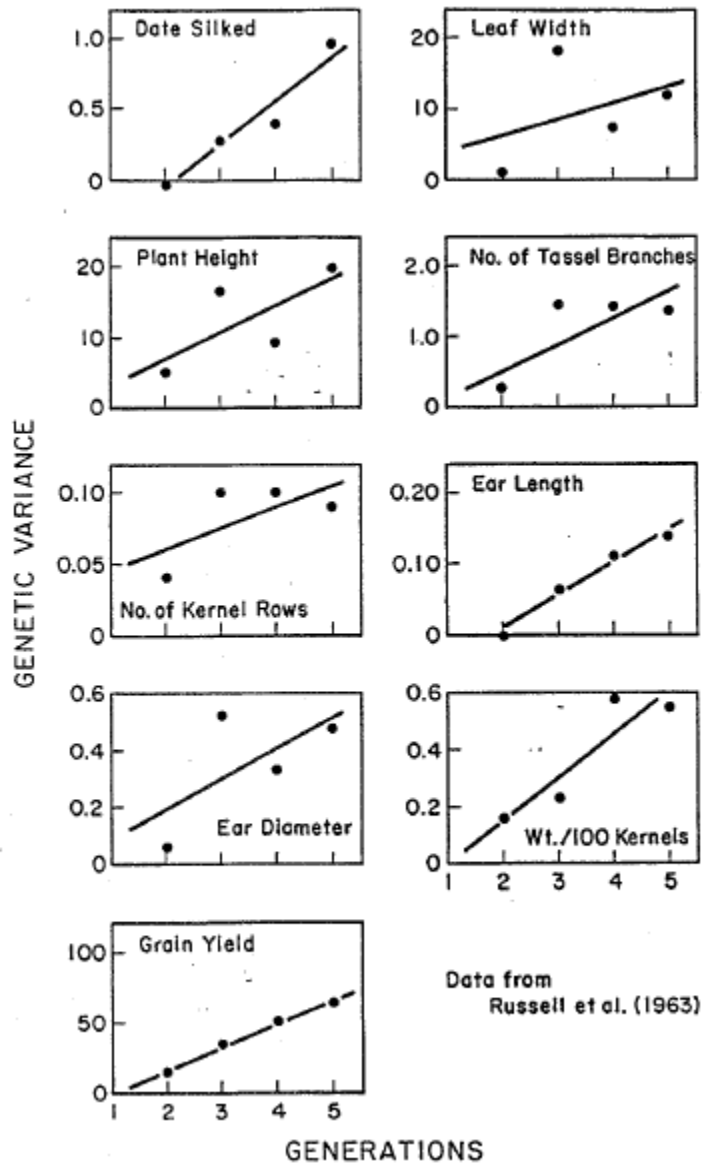 GENETIC VARIANCE
Date Silked
1.0
0.5
0
Leaf Width
20
10
0
Plant Height
20
10
0
No. of Tassel Branches
2.0
1.0
0
No. of Kernel Rows
0.10
0.05
0
Ear Length
0.20
0.10
0
Ear Diameter
0.6
0.4
0.2
0
Wt./100 Kernels
0.6
0.4
0.2
0
1 2 3 4 5
Grain Yield
100
50
0
1 2 3 4 5
Data from
Russell et al. (1963)
GENERATIONS